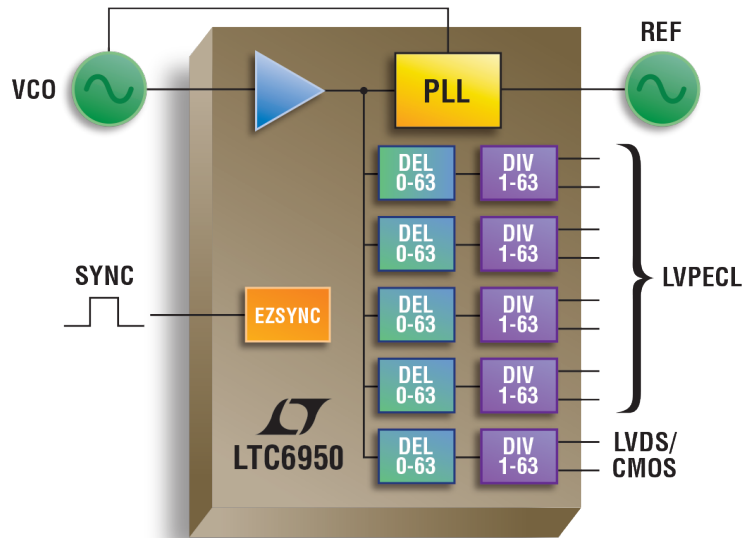 REF
VCO
PLL
DEL
0-63
DIV
1-63
DEL
0-63
DIV
1-63
SYNC
LVPECL
EZSYNC
DEL
0-63
DIV
1-63
DEL
0-63
DIV
1-63
LTC6950
DEL
0-63
DIV
1-63
LVDS/
CMOS